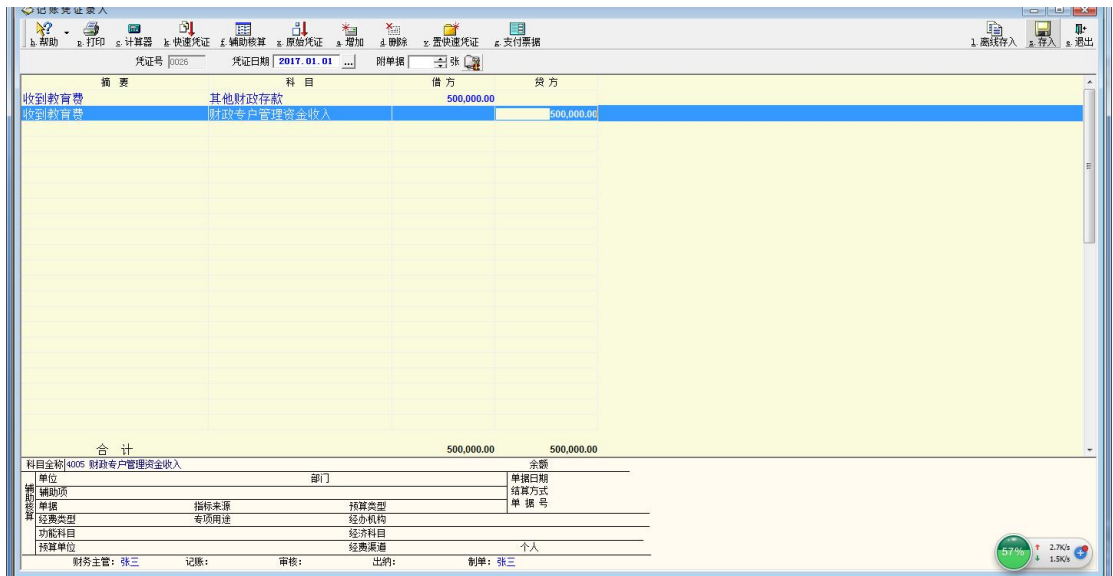 记账凭证录入
h.帮助 p.打印 c.计算器 k.快速凭证 f.辅助核算 z.原始凭证 a.增加 d.删除 y.置快速凭证 g.支付票据 l.离线存入 s.存入 s.退出
凭证号 0026 凭证日期 2017.01.01 ... 附单据 张
摘 要 科 目 借 方 贷 方
收到教育费 其他财政存款 500,000.00
收到教育费 财政专户管理资金收入 500,000.00
合 计 500,000.00 500,000.00
科目全称 4005 财政专户管理资金收入 余额
辅助核算
单位 部门 单据日期
辅助项 结算方式
单据 指标来源 预算类型 单 据 号
经费类型 专项用途 经办机构
功能科目 经济科目
预算单位 经费渠道 个人
财务主管: 张三 记账: 审核: 出纳: 制单: 张三
57% 2.7K/s
1.5K/s